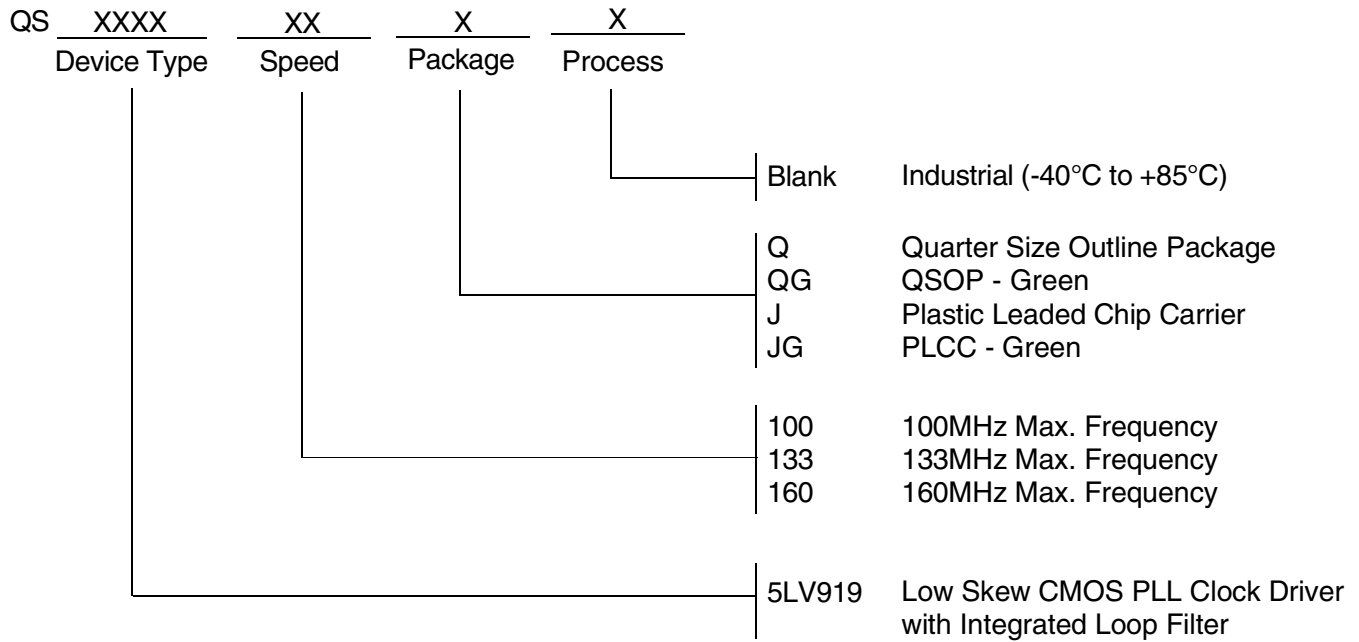 QS XXXX XX X X
Device Type Speed Package Process
Blank Industrial (-40°C to +85°C)
Q Quarter Size Outline Package
QG QSOP - Green
J Plastic Leaded Chip Carrier
JG PLCC - Green
100 100MHz Max. Frequency
133 133MHz Max. Frequency
160 160MHz Max. Frequency
5LV919 Low Skew CMOS PLL Clock Driver
with Integrated Loop Filter